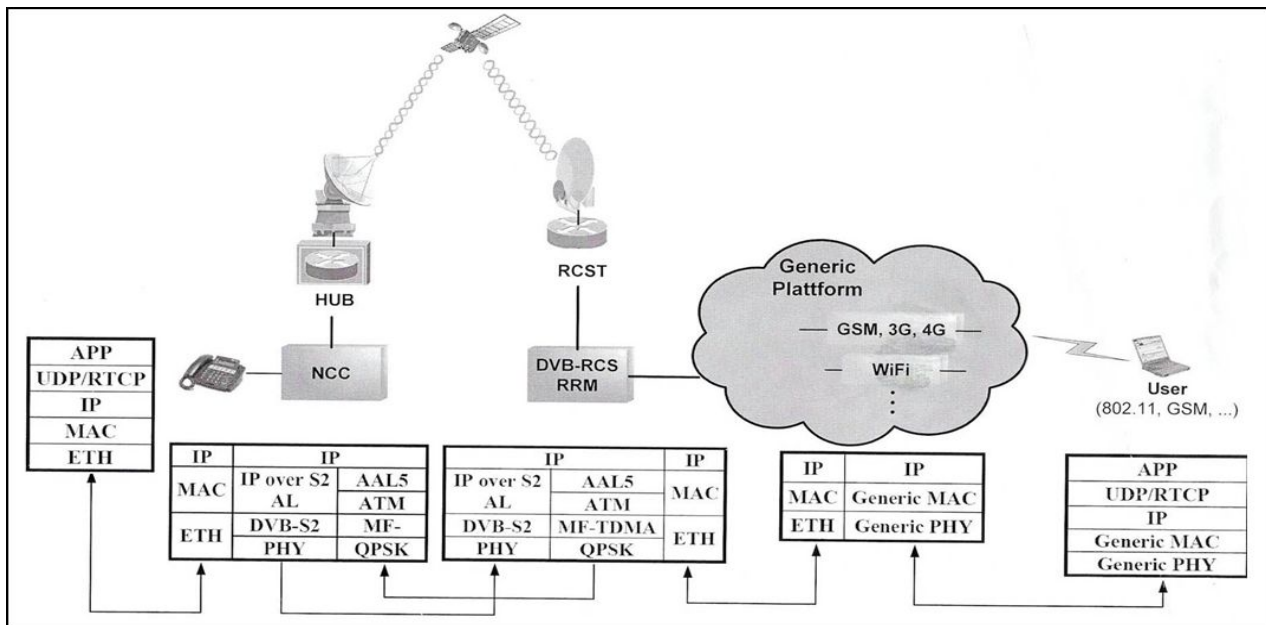 Generic
Plattform
RCST
HUB
GSM, 3G, 4G
WiFi
NCC
DVB-RCS
RRM
User
(802.11, GSM, ...)
APP
UDP/RTCP
IP
MAC
ETH
IP
IP
MAC
IP over S2
AL
AAL5
ATM
ETH
DVB-S2
MF-
PHY
QPSK
IP
IP
IP over S2
AL
AAL5
ATM
MAC
DVB-S2
MF-TDMA
ETH
PHY
QPSK
IP
IP
MAC
Generic MAC
ETH
Generic PHY
APP
UDP/RTCP
IP
Generic MAC
Generic PHY